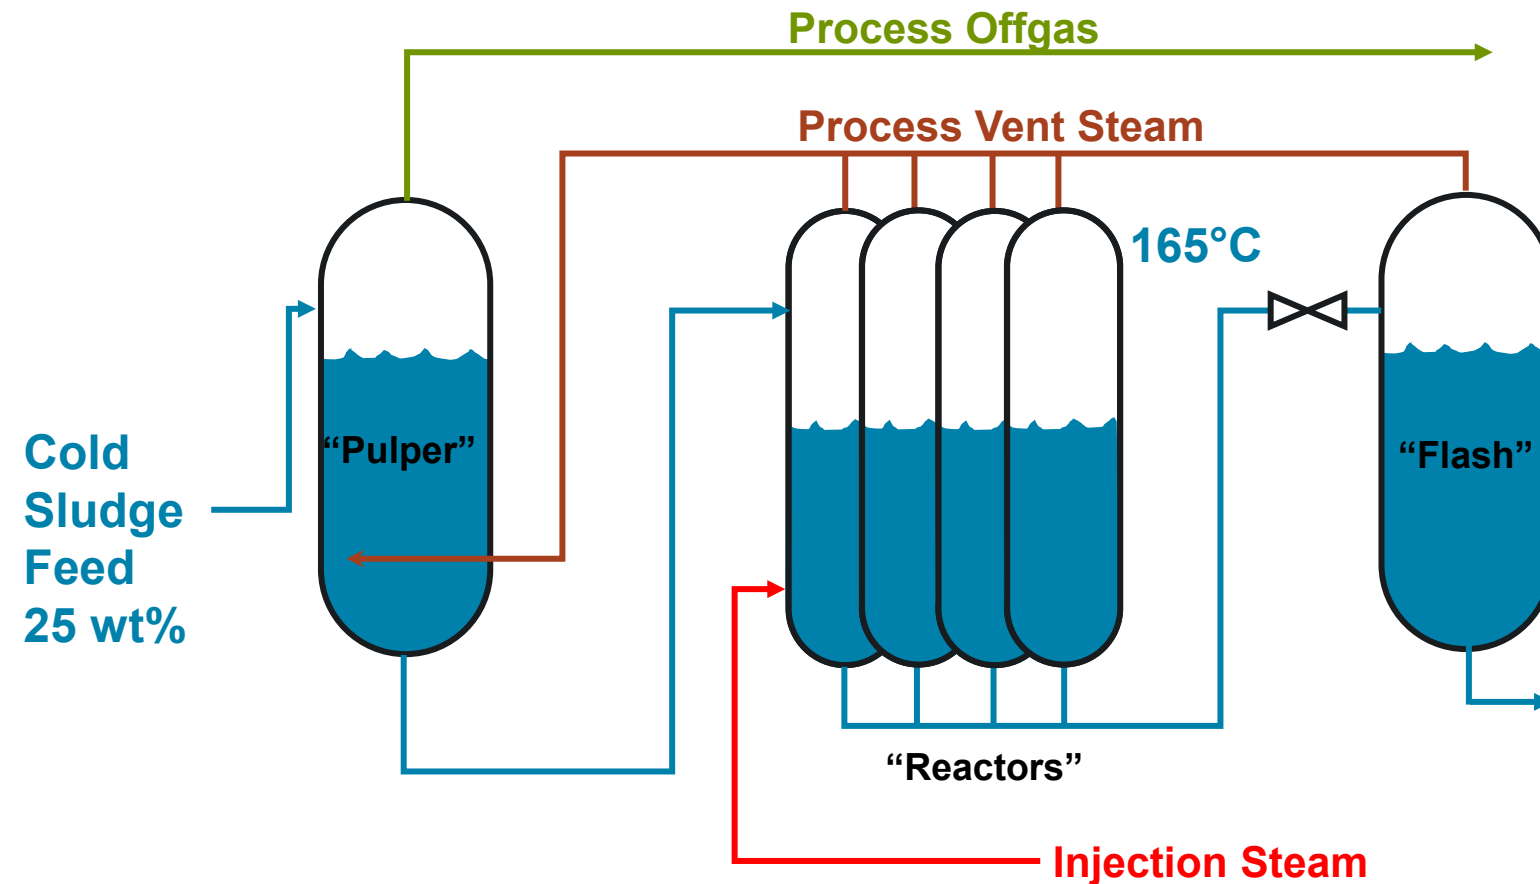 Process Offgas
Process Vent Steam
165°C
“Pulper”
“Flash”
Cold
Sludge
Feed
25 wt%
“Reactors”
Injection Steam